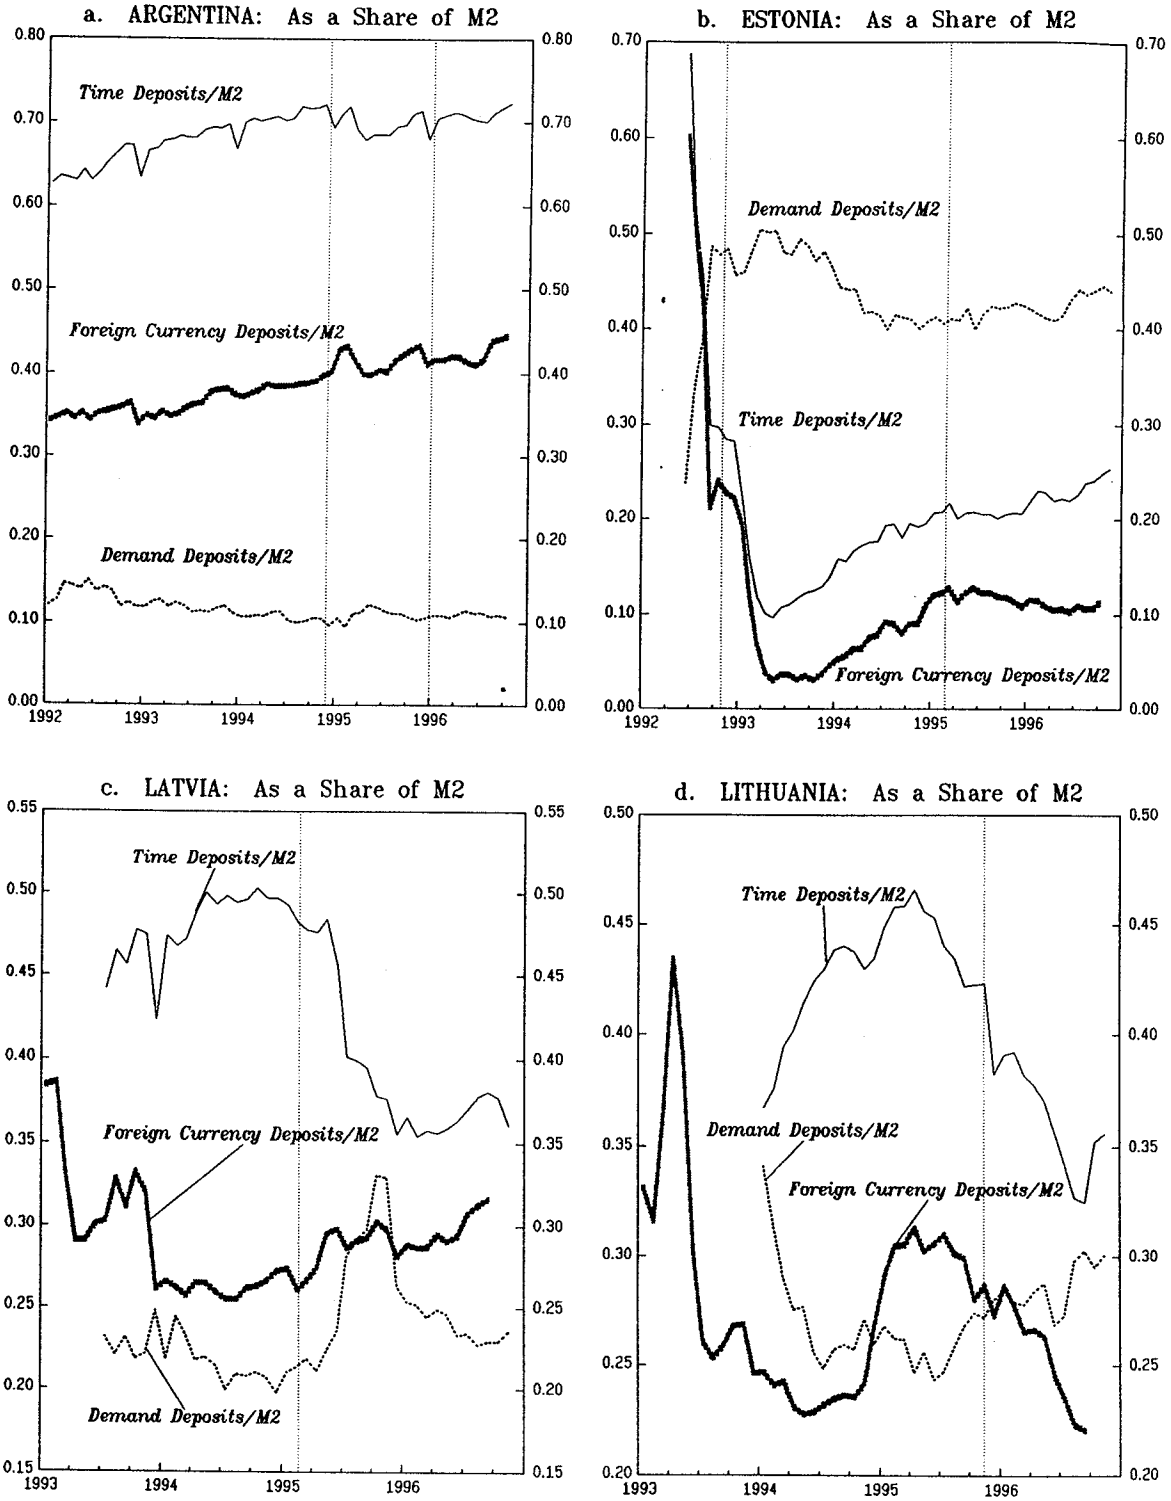 a. ARGENTINA: As a Share of M2
0.80 0.80
Time Deposits/M2
0.70 0.70
0.60 0.60
0.50 0.50
Foreign Currency Deposits/M2
0.40 0.40
0.30 0.30
0.20 0.20
Demand Deposits/M2
0.10 0.10
0.00 0.00
1992 1993 1994 1995 1996
b. ESTONIA: As a Share of M2
0.70 0.70
0.60 0.60
Demand Deposits/M2
0.50 0.50
0.40 0.40
0.30 0.30
Time Deposits/M2
0.20 0.20
0.10 0.10
Foreign Currency Deposits/M2
0.00 0.00
1992 1993 1994 1995 1996
c. LATVIA: As a Share of M2
0.55 0.55
Time Deposits/M2
0.50 0.50
0.45 0.45
0.40 0.40
Foreign Currency Deposits/M2
0.35 0.35
0.30 0.30
0.25 0.25
0.20 0.20
Demand Deposits/M2
0.15 0.15
1993 1994 1995 1996
d. LITHUANIA: As a Share of M2
0.50 0.50
Time Deposits/M2
0.45 0.45
0.40 0.40
Demand Deposits/M2
0.35 0.35
Foreign Currency Deposits/M2
0.30 0.30
0.25 0.25
0.20 0.20
1993 1994 1995 1996